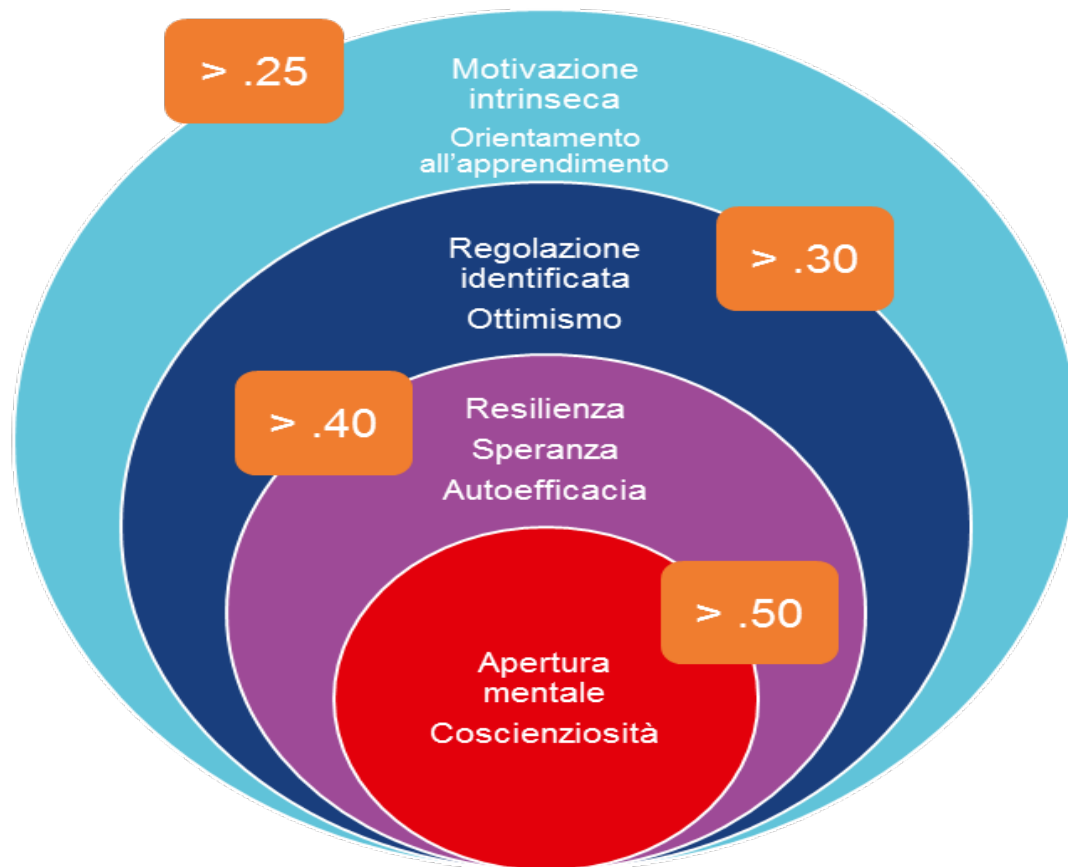 > .25
Motivazione
intrinseca
Orientamento
all'apprendimento
> .30
Regolazione
identificata
Ottimismo
> .40
Resilienza
Speranza
Autoefficacia
> .50
Apertura
mentale
Coscienziosità